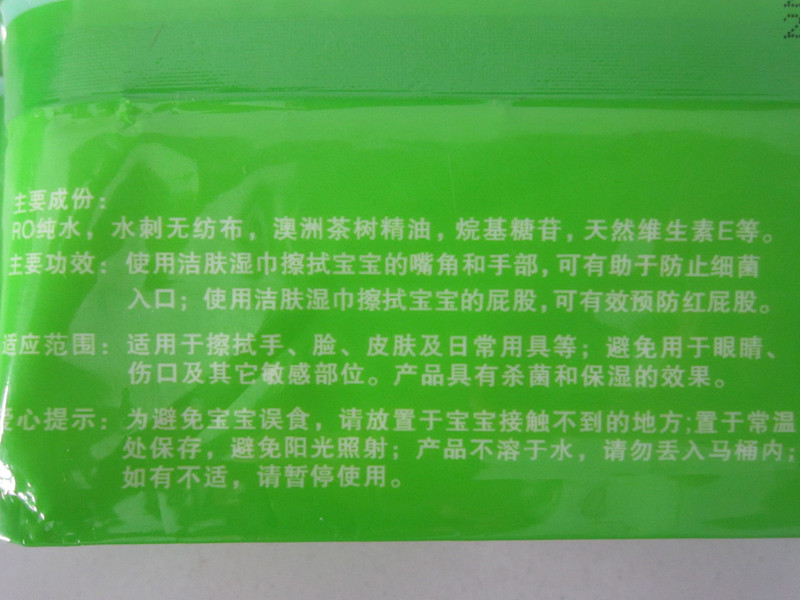 主要成份：
RO纯水，水刺无纺布，澳洲茶树精油，烷基糖苷，天然维生素E等。
主要功效：使用洁肤湿巾擦拭宝宝的嘴角和手部，可有助于防止细菌
入口；使用洁肤湿巾擦拭宝宝的屁股，可有效预防红屁股。
适应范围：适用于擦拭手、脸、皮肤及日常用具等；避免用于眼睛、
伤口及其它敏感部位。产品具有杀菌和保湿的效果。
爱心提示：为避免宝宝误食，请放置于宝宝接触不到的地方;置于常温
处保存，避免阳光照射；产品不溶于水，请勿丢入马桶内;
如有不适，请暂停使用。